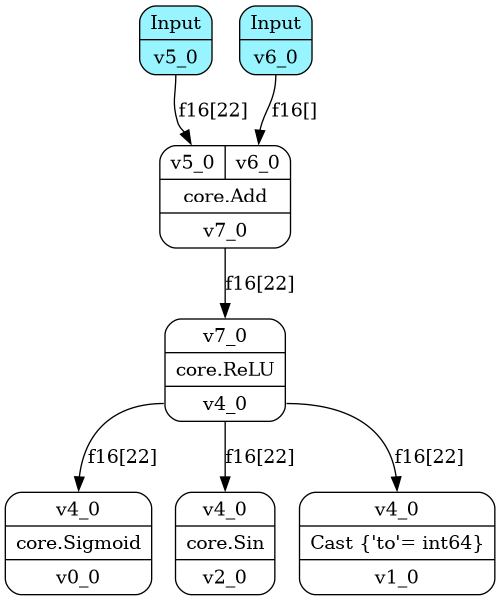 Input
v5_0
Input
v6_0
f16[22]
f16[]
v5_0
v6_0
core.Add
v7_0
f16[22]
v7_0
core.ReLU
v4_0
f16[22]
f16[22]
f16[22]
v4_0
core.Sigmoid
v0_0
v4_0
core.Sin
v2_0
v4_0
Cast {'to'= int64}
v1_0